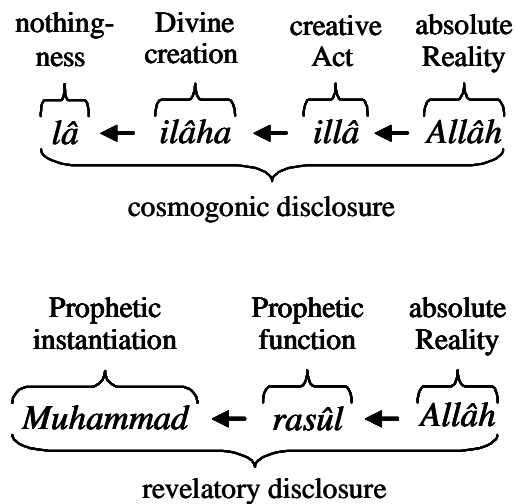 nothing- Divine creative absolute
ness creation Act Reality
lâ ← ilâha ← illâ ← Allâh
cosmogonic disclosure
Prophetic Prophetic absolute
instantiation function Reality
Muhammad ← rasûl ← Allâh
revelatory disclosure